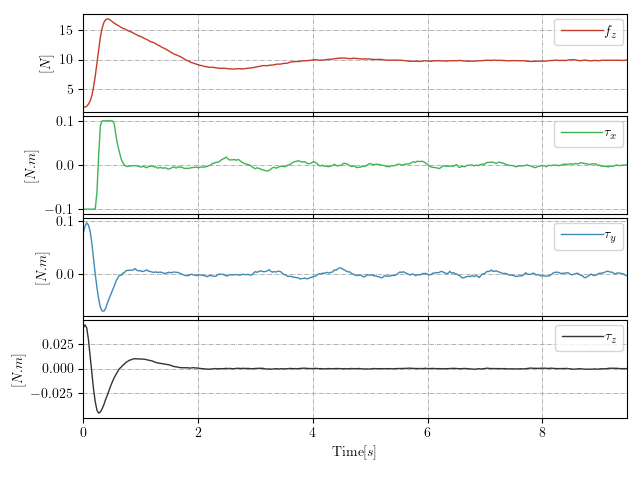 15
10
5
[N]
f_z
0.1
0.0
−0.1
[N.m]
τ_x
0.1
0.0
[N.m]
τ_y
0.025
0.000
−0.025
[N.m]
τ_z
0 2 4 6 8
Time[s]